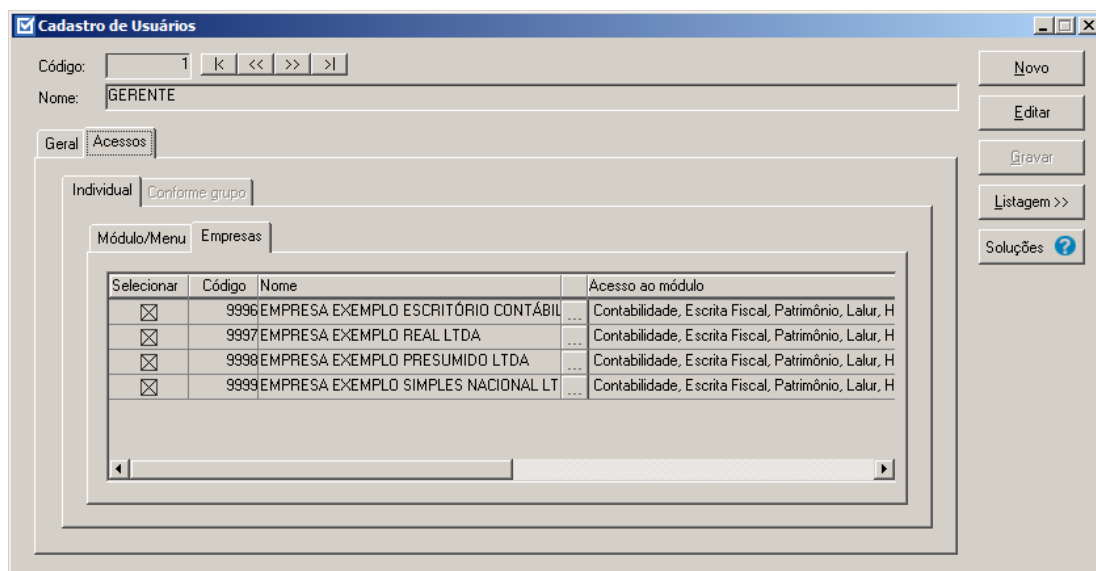 Cadastro de Usuários
Código: 1 |< << >> >|
Novo
Nome: GERENTE
Editar
Geral Acessos
Gravar
Individual Conforme grupo
Listagem >>
Módulo/Menu Empresas
Soluções ?
Selecionar Código Nome Acesso ao módulo
9996 EMPRESA EXEMPLO ESCRITÓRIO CONTÁBIL ... Contabilidade, Escrita Fiscal, Patrimônio, Lalur, H
9997 EMPRESA EXEMPLO REAL LTDA ... Contabilidade, Escrita Fiscal, Patrimônio, Lalur, H
9998 EMPRESA EXEMPLO PRESUMIDO LTDA ... Contabilidade, Escrita Fiscal, Patrimônio, Lalur, H
9999 EMPRESA EXEMPLO SIMPLES NACIONAL LT ... Contabilidade, Escrita Fiscal, Patrimônio, Lalur, H